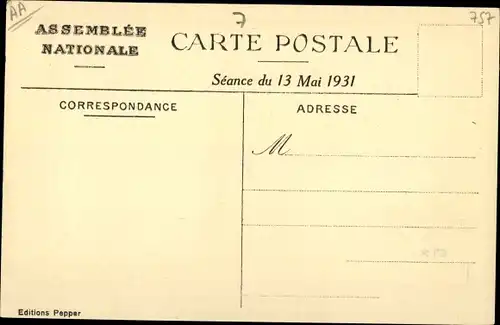 AA
7
757
ASSEMBLÉE
NATIONALE
CARTE POSTALE
Séance du 13 Mai 1931
CORRESPONDANCE
ADRESSE
M
Editions Pepper